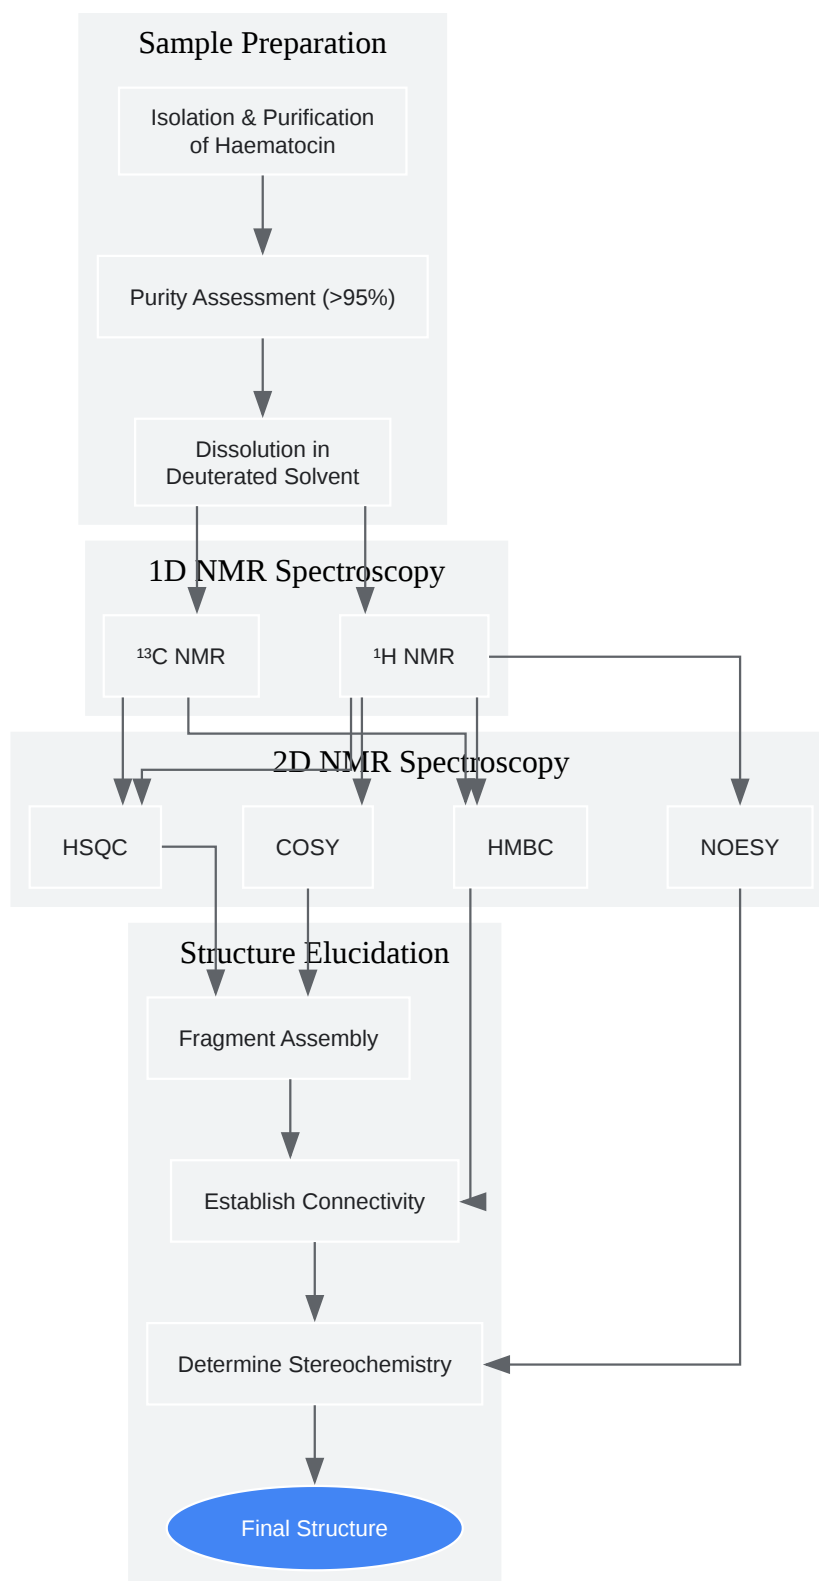 Sample Preparation
Isolation & Purification
of Haematocin
Purity Assessment (>95%)
Dissolution in
Deuterated Solvent
1D NMR Spectroscopy
¹³C NMR
¹H NMR
2D NMR Spectroscopy
HSQC
COSY
HMBC
NOESY
Structure Elucidation
Fragment Assembly
Establish Connectivity
Determine Stereochemistry
Final Structure